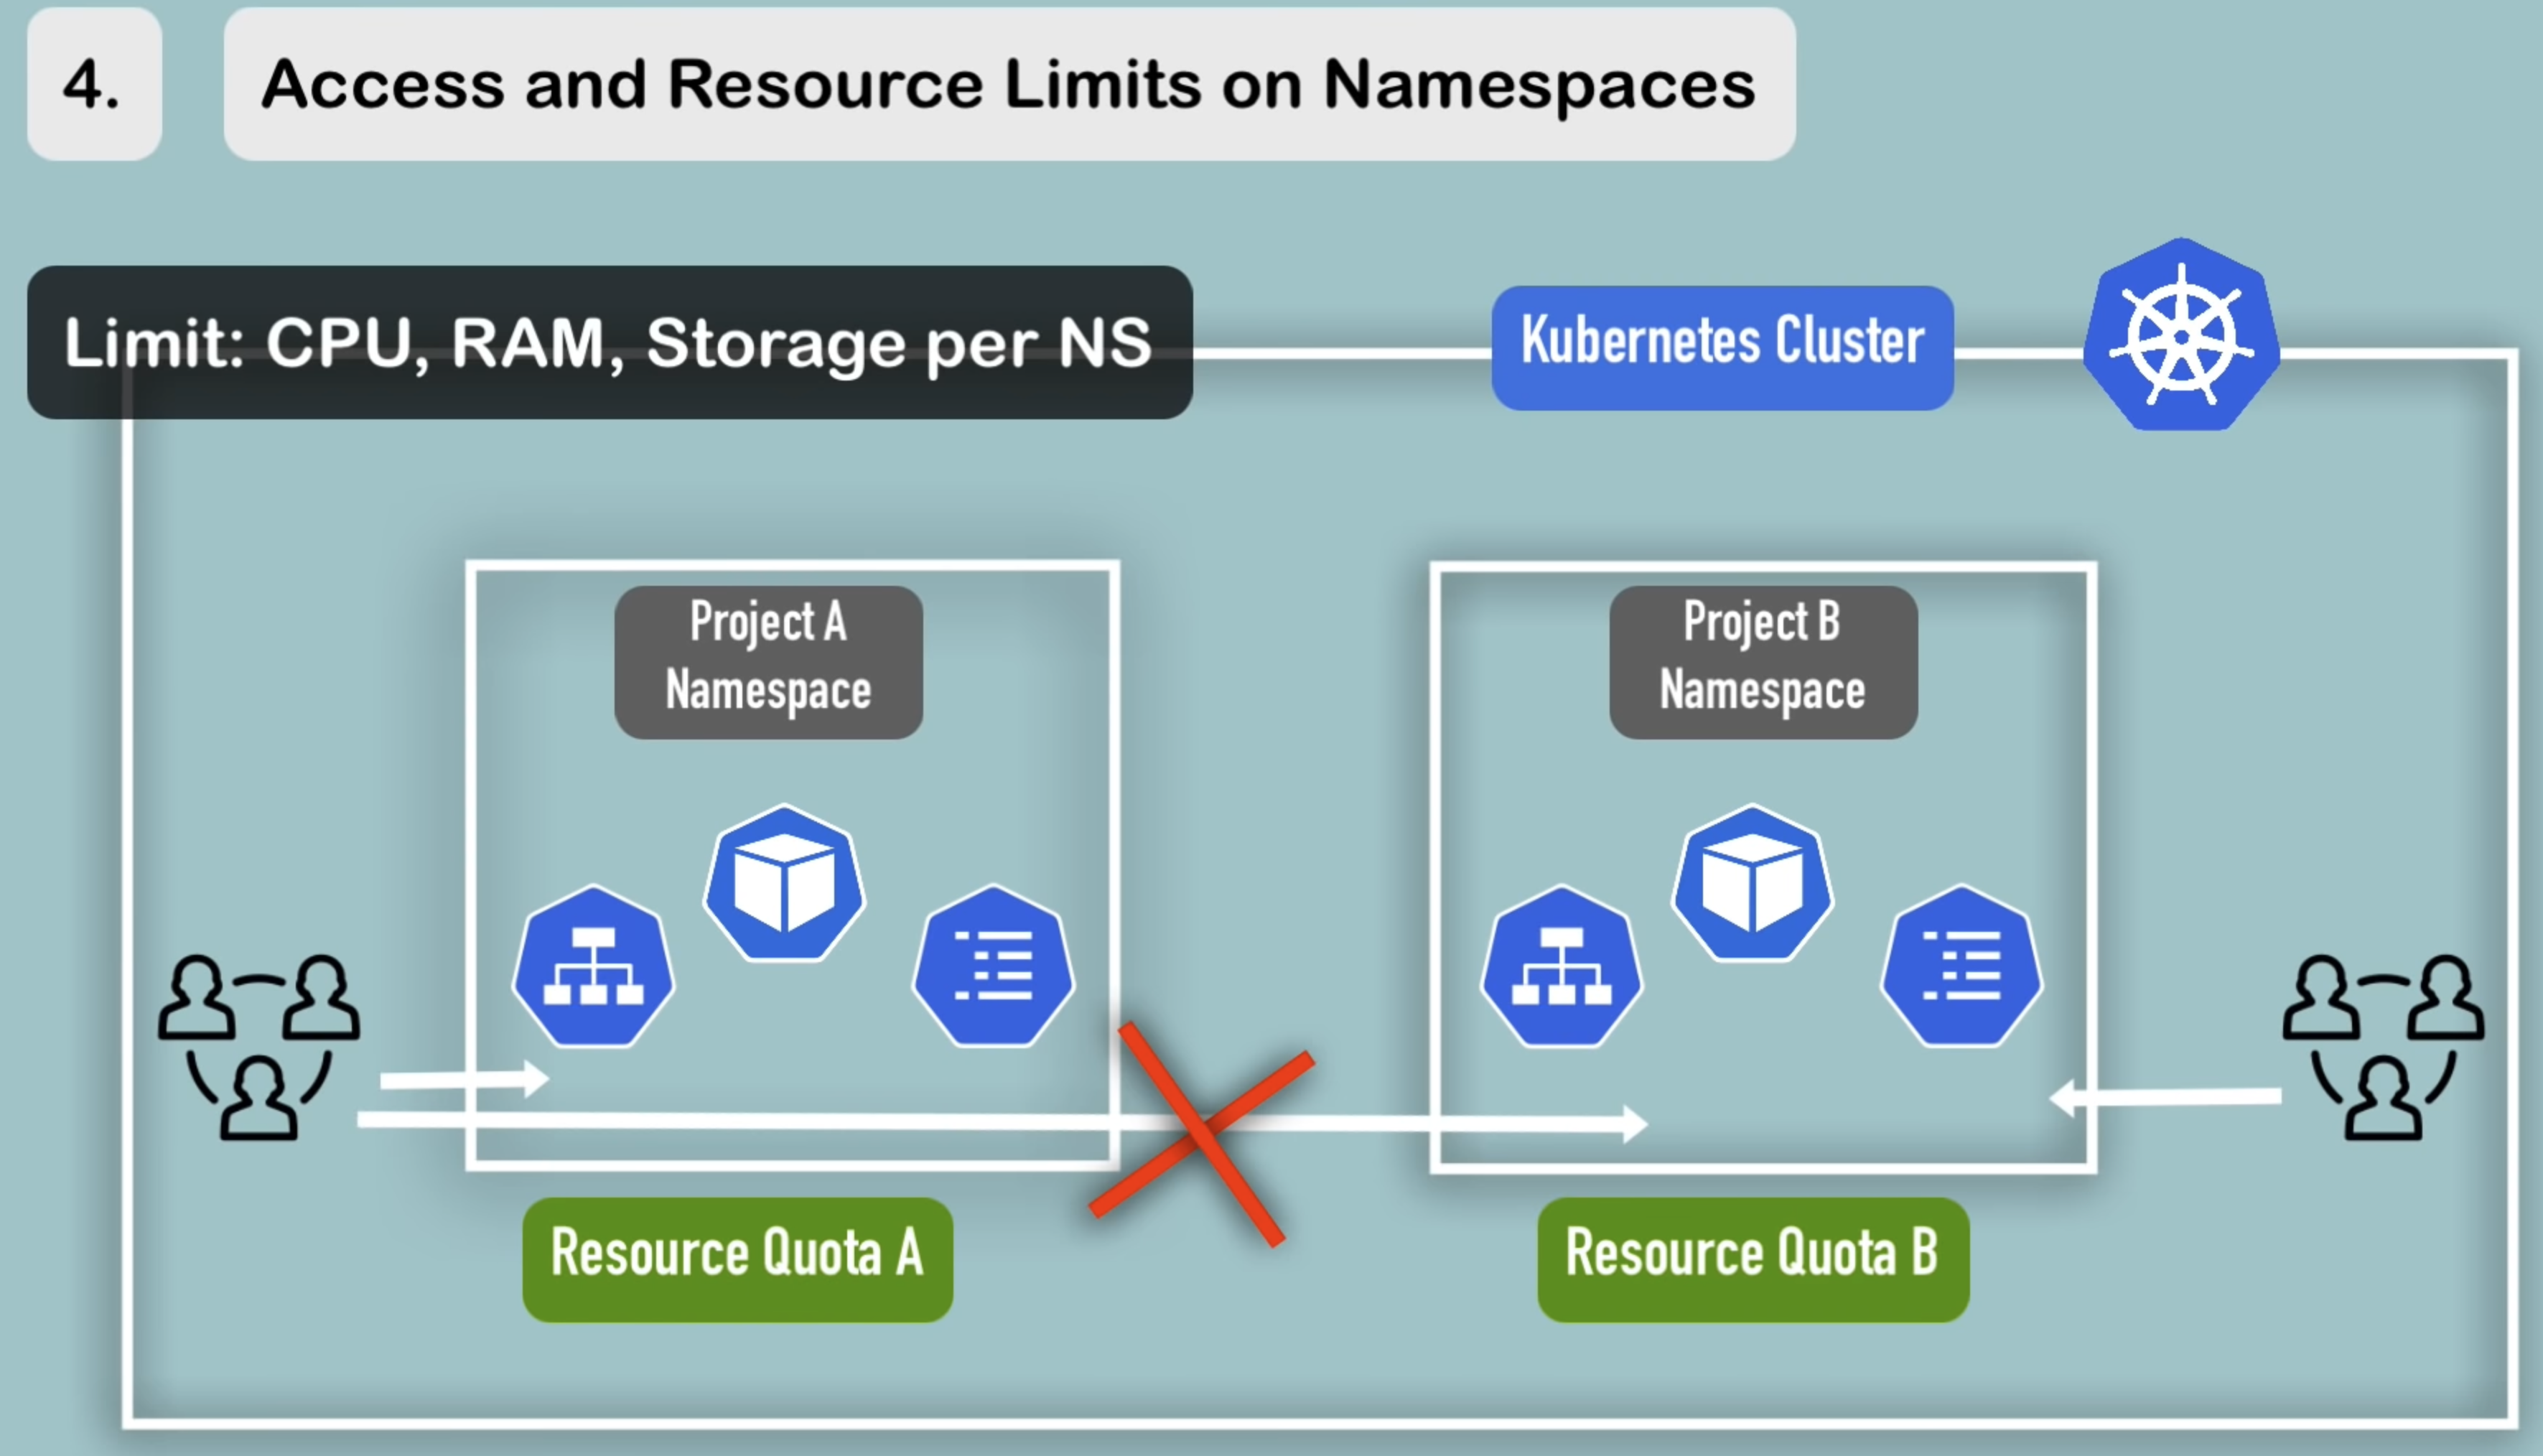 4.
Access and Resource Limits on Namespaces
Limit: CPU, RAM, Storage per NS
Kubernetes Cluster
Project A
Namespace
Project B
Namespace
Resource Quota A
Resource Quota B